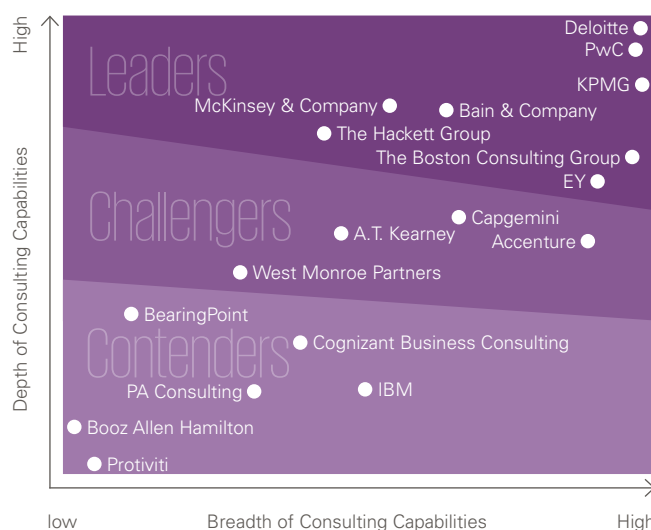 High
Deloitte
PwC
Leaders
KPMG
McKinsey & Company
Bain & Company
The Hackett Group
The Boston Consulting Group
EY
Challengers
Capgemini
A.T. Kearney
Accenture
West Monroe Partners
BearingPoint
Contenders
Cognizant Business Consulting
PA Consulting
IBM
Booz Allen Hamilton
Protiviti
Depth of Consulting Capabilities
low
Breadth of Consulting Capabilities
High